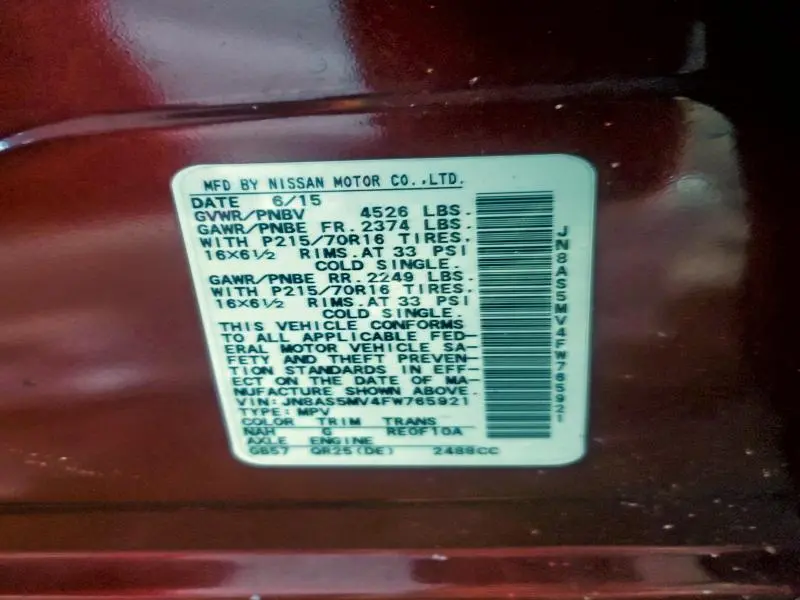 MFD BY NISSAN MOTOR CO.,LTD.
DATE 6/15
GVWR/PNBV 4526 LBS.
GAWR/PNBE FR. 2374 LBS.
WITH P215/70R16 TIRES.
16×6½ RIMS.AT 33 PSI
COLD SINGLE.
GAWR/PNBE RR. 2249 LBS.
WITH P215/70R16 TIRES.
16×6½ RIMS.AT 33 PSI
COLD SINGLE.
THIS VEHICLE CONFORMS
TO ALL APPLICABLE FED-
ERAL MOTOR VEHICLE SA-
FETY AND THEFT PREVEN-
TION STANDARDS IN EFF-
ECT ON THE DATE OF MA-
NUFACTURE SHOWN ABOVE.
VIN: JN8AS5MV4FW765921
TYPE: MPV
COLOR TRIM TRANS
NAH G RE0F10A
AXLE ENGINE
GB57 QR25(DE) 2488CC
JN8AS5MV4FW765921